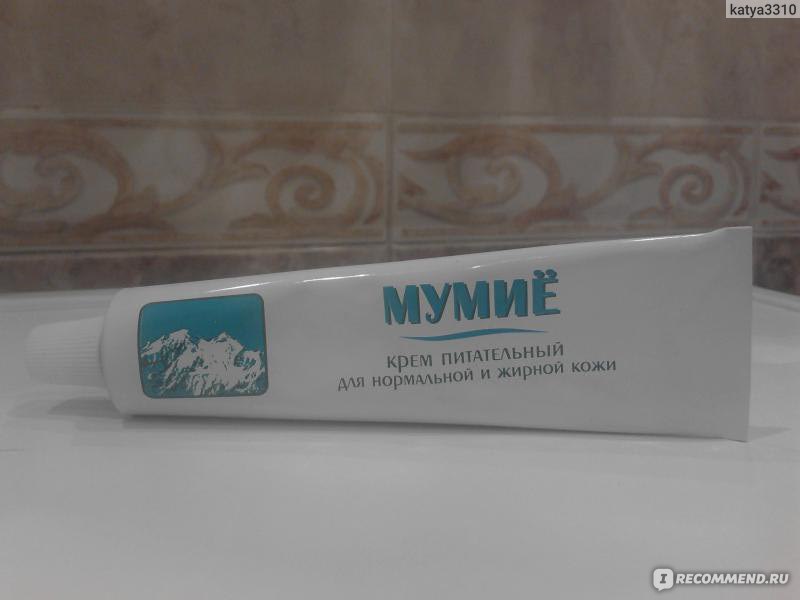 katya3310
МУМИЁ
КРЕМ ПИТАТЕЛЬНЫЙ
ДЛЯ НОРМАЛЬНОЙ И ЖИРНОЙ КОЖИ
I RECOMMEND.RU